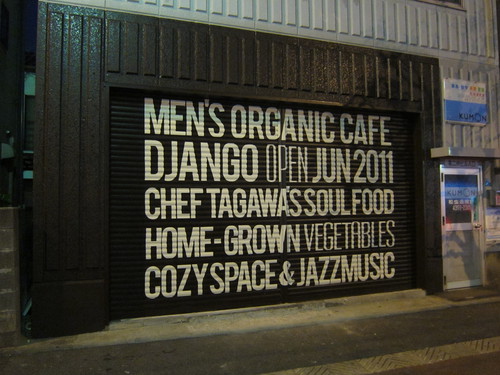 MEN'S ORGANIC CAFE
DJANGO OPEN JUN 2011
CHEF TAGAWA'S SOUL FOOD
HOME-GROWN VEGETABLES
COZY SPACE & JAZZ MUSIC
KUMON
KUMON